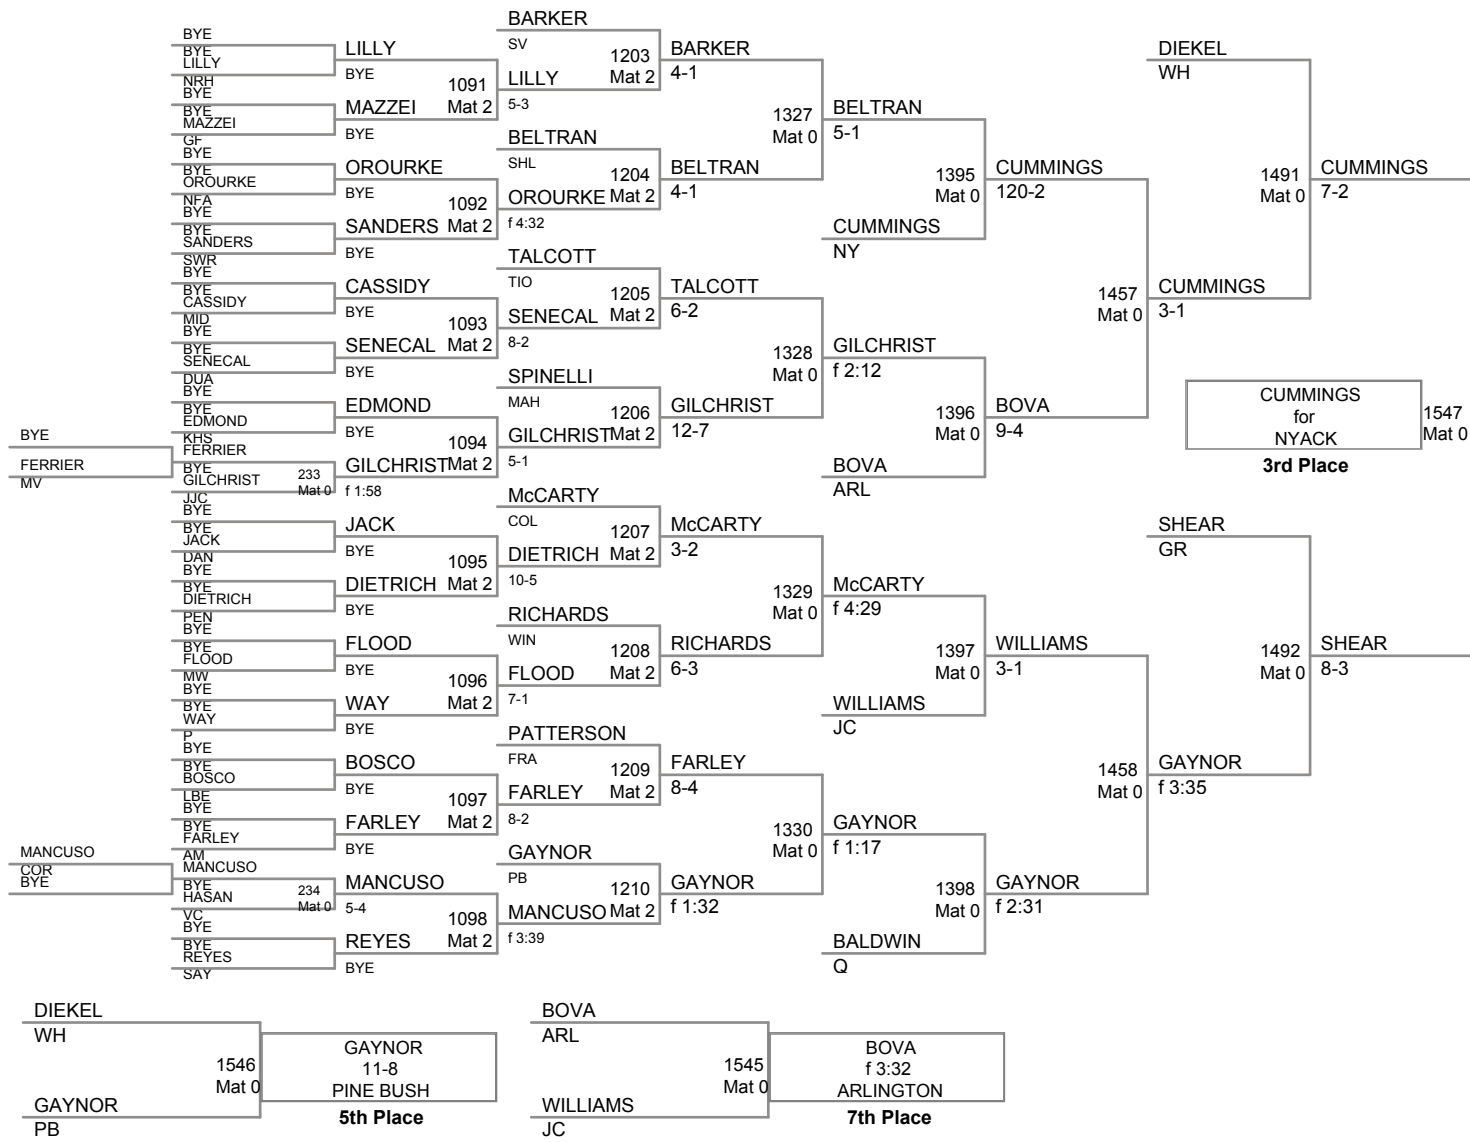 BYE
FERRIER
MV
MANCUSO
COR
BYE
BYE
BYE
LILLY
NRH
BYE
BYE
MAZZEI
GF
BYE
BYE
OROURKE
NFA
BYE
BYE
SANDERS
SWR
BYE
BYE
CASSIDY
MID
BYE
BYE
SENECAL
DUA
BYE
BYE
EDMOND
KHS
FERRIER
BYE
GILCHRIST
JJC
BYE
BYE
JACK
DAN
BYE
BYE
DIETRICH
PEN
BYE
BYE
FLOOD
MW
BYE
BYE
WAY
P
BYE
BYE
BOSCO
LBE
BYE
BYE
FARLEY
AM
MANCUSO
BYE
HASAN
VC
BYE
BYE
REYES
SAY
233
Mat 0
234
Mat 0
LILLY
BYE
MAZZEI
BYE
OROURKE
BYE
SANDERS
BYE
CASSIDY
BYE
SENECAL
BYE
EDMOND
BYE
GILCHRIST
f 1:58
JACK
BYE
DIETRICH
BYE
FLOOD
BYE
WAY
BYE
BOSCO
BYE
FARLEY
BYE
MANCUSO
5-4
REYES
BYE
1091
Mat 2
1092
Mat 2
1093
Mat 2
1094
Mat 2
1095
Mat 2
1096
Mat 2
1097
Mat 2
1098
Mat 2
BARKER
SV
LILLY
5-3
BELTRAN
SHL
OROURKE
f 4:32
TALCOTT
TIO
SENECAL
8-2
SPINELLI
MAH
GILCHRIST
5-1
McCARTY
COL
DIETRICH
10-5
RICHARDS
WIN
FLOOD
7-1
PATTERSON
FRA
FARLEY
8-2
GAYNOR
PB
MANCUSO
f 3:39
1203
Mat 2
1204
Mat 2
1205
Mat 2
1206
Mat 2
1207
Mat 2
1208
Mat 2
1209
Mat 2
1210
Mat 2
BARKER
4-1
BELTRAN
4-1
TALCOTT
6-2
GILCHRIST
12-7
McCARTY
3-2
RICHARDS
6-3
FARLEY
8-4
GAYNOR
f 1:32
1327
Mat 0
1328
Mat 0
1329
Mat 0
1330
Mat 0
BELTRAN
5-1
CUMMINGS
NY
GILCHRIST
f 2:12
BOVA
ARL
McCARTY
f 4:29
WILLIAMS
JC
GAYNOR
f 1:17
BALDWIN
Q
1395
Mat 0
1396
Mat 0
1397
Mat 0
1398
Mat 0
CUMMINGS
120-2
BOVA
9-4
WILLIAMS
3-1
GAYNOR
f 2:31
1457
Mat 0
1458
Mat 0
DIEKEL
WH
CUMMINGS
3-1
SHEAR
GR
GAYNOR
f 3:35
1491
Mat 0
1492
Mat 0
CUMMINGS
7-2
SHEAR
8-3
CUMMINGS
for
NYACK
1547
Mat 0
3rd Place
DIEKEL
WH
1546
Mat 0
GAYNOR
PB
GAYNOR
11-8
PINE BUSH
5th Place
BOVA
ARL
1545
Mat 0
WILLIAMS
JC
BOVA
f 3:32
ARLINGTON
7th Place